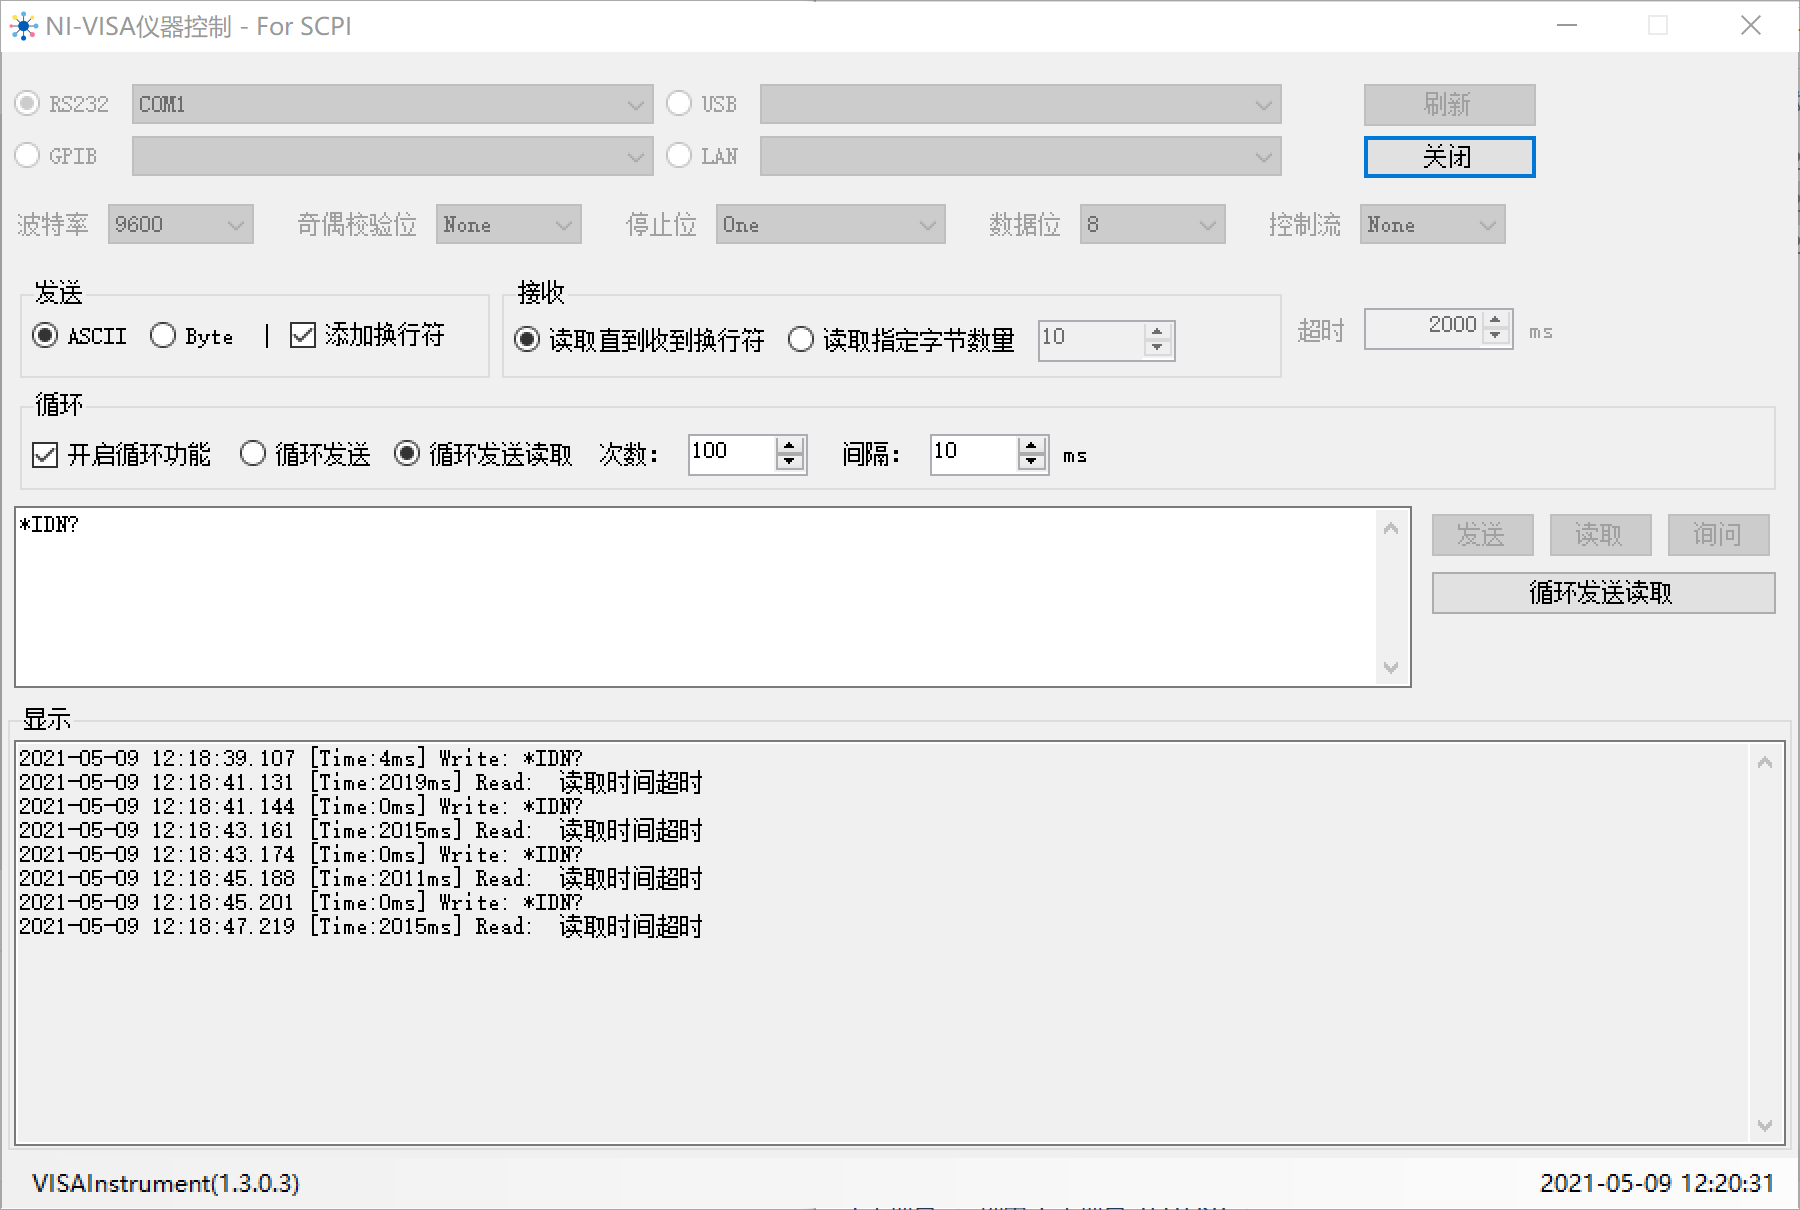 NI-VISA仪器控制 - For SCPI
RS232 COM1 USB 刷新
GPIB LAN 关闭
波特率 9600 奇偶校验位 None 停止位 One 数据位 8 控制流 None
发送 接收
ASCII Byte | 添加换行符 读取直到收到换行符 读取指定字节数量 10 超时 2000 ms
循环
开启循环功能 循环发送 循环发送读取 次数： 100 间隔： 10 ms
*IDN?
发送 读取 询问
循环发送读取
显示
2021-05-09 12:18:39.107 [Time:4ms] Write: *IDN?
2021-05-09 12:18:41.131 [Time:2019ms] Read: 读取时间超时
2021-05-09 12:18:41.144 [Time:0ms] Write: *IDN?
2021-05-09 12:18:43.161 [Time:2015ms] Read: 读取时间超时
2021-05-09 12:18:43.174 [Time:0ms] Write: *IDN?
2021-05-09 12:18:45.188 [Time:2011ms] Read: 读取时间超时
2021-05-09 12:18:45.201 [Time:0ms] Write: *IDN?
2021-05-09 12:18:47.219 [Time:2015ms] Read: 读取时间超时
VISAInstrument(1.3.0.3) 2021-05-09 12:20:31